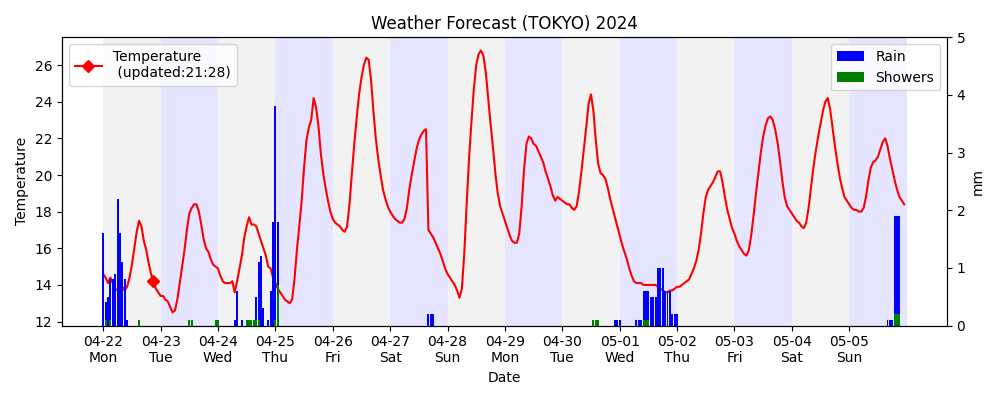 Weather Forecast (TOKYO) 2024
Temperature
(updated:21:28)
Rain
Showers
26
24
22
20
18
16
14
12
Temperature
5
4
3
2
1
0
mm
04-22 04-23 04-24 04-25 04-26 04-27 04-28 04-29 04-30 05-01 05-02 05-03 05-04 05-05
Mon Tue Wed Thu Fri Sat Sun Mon Tue Wed Thu Fri Sat Sun
Date